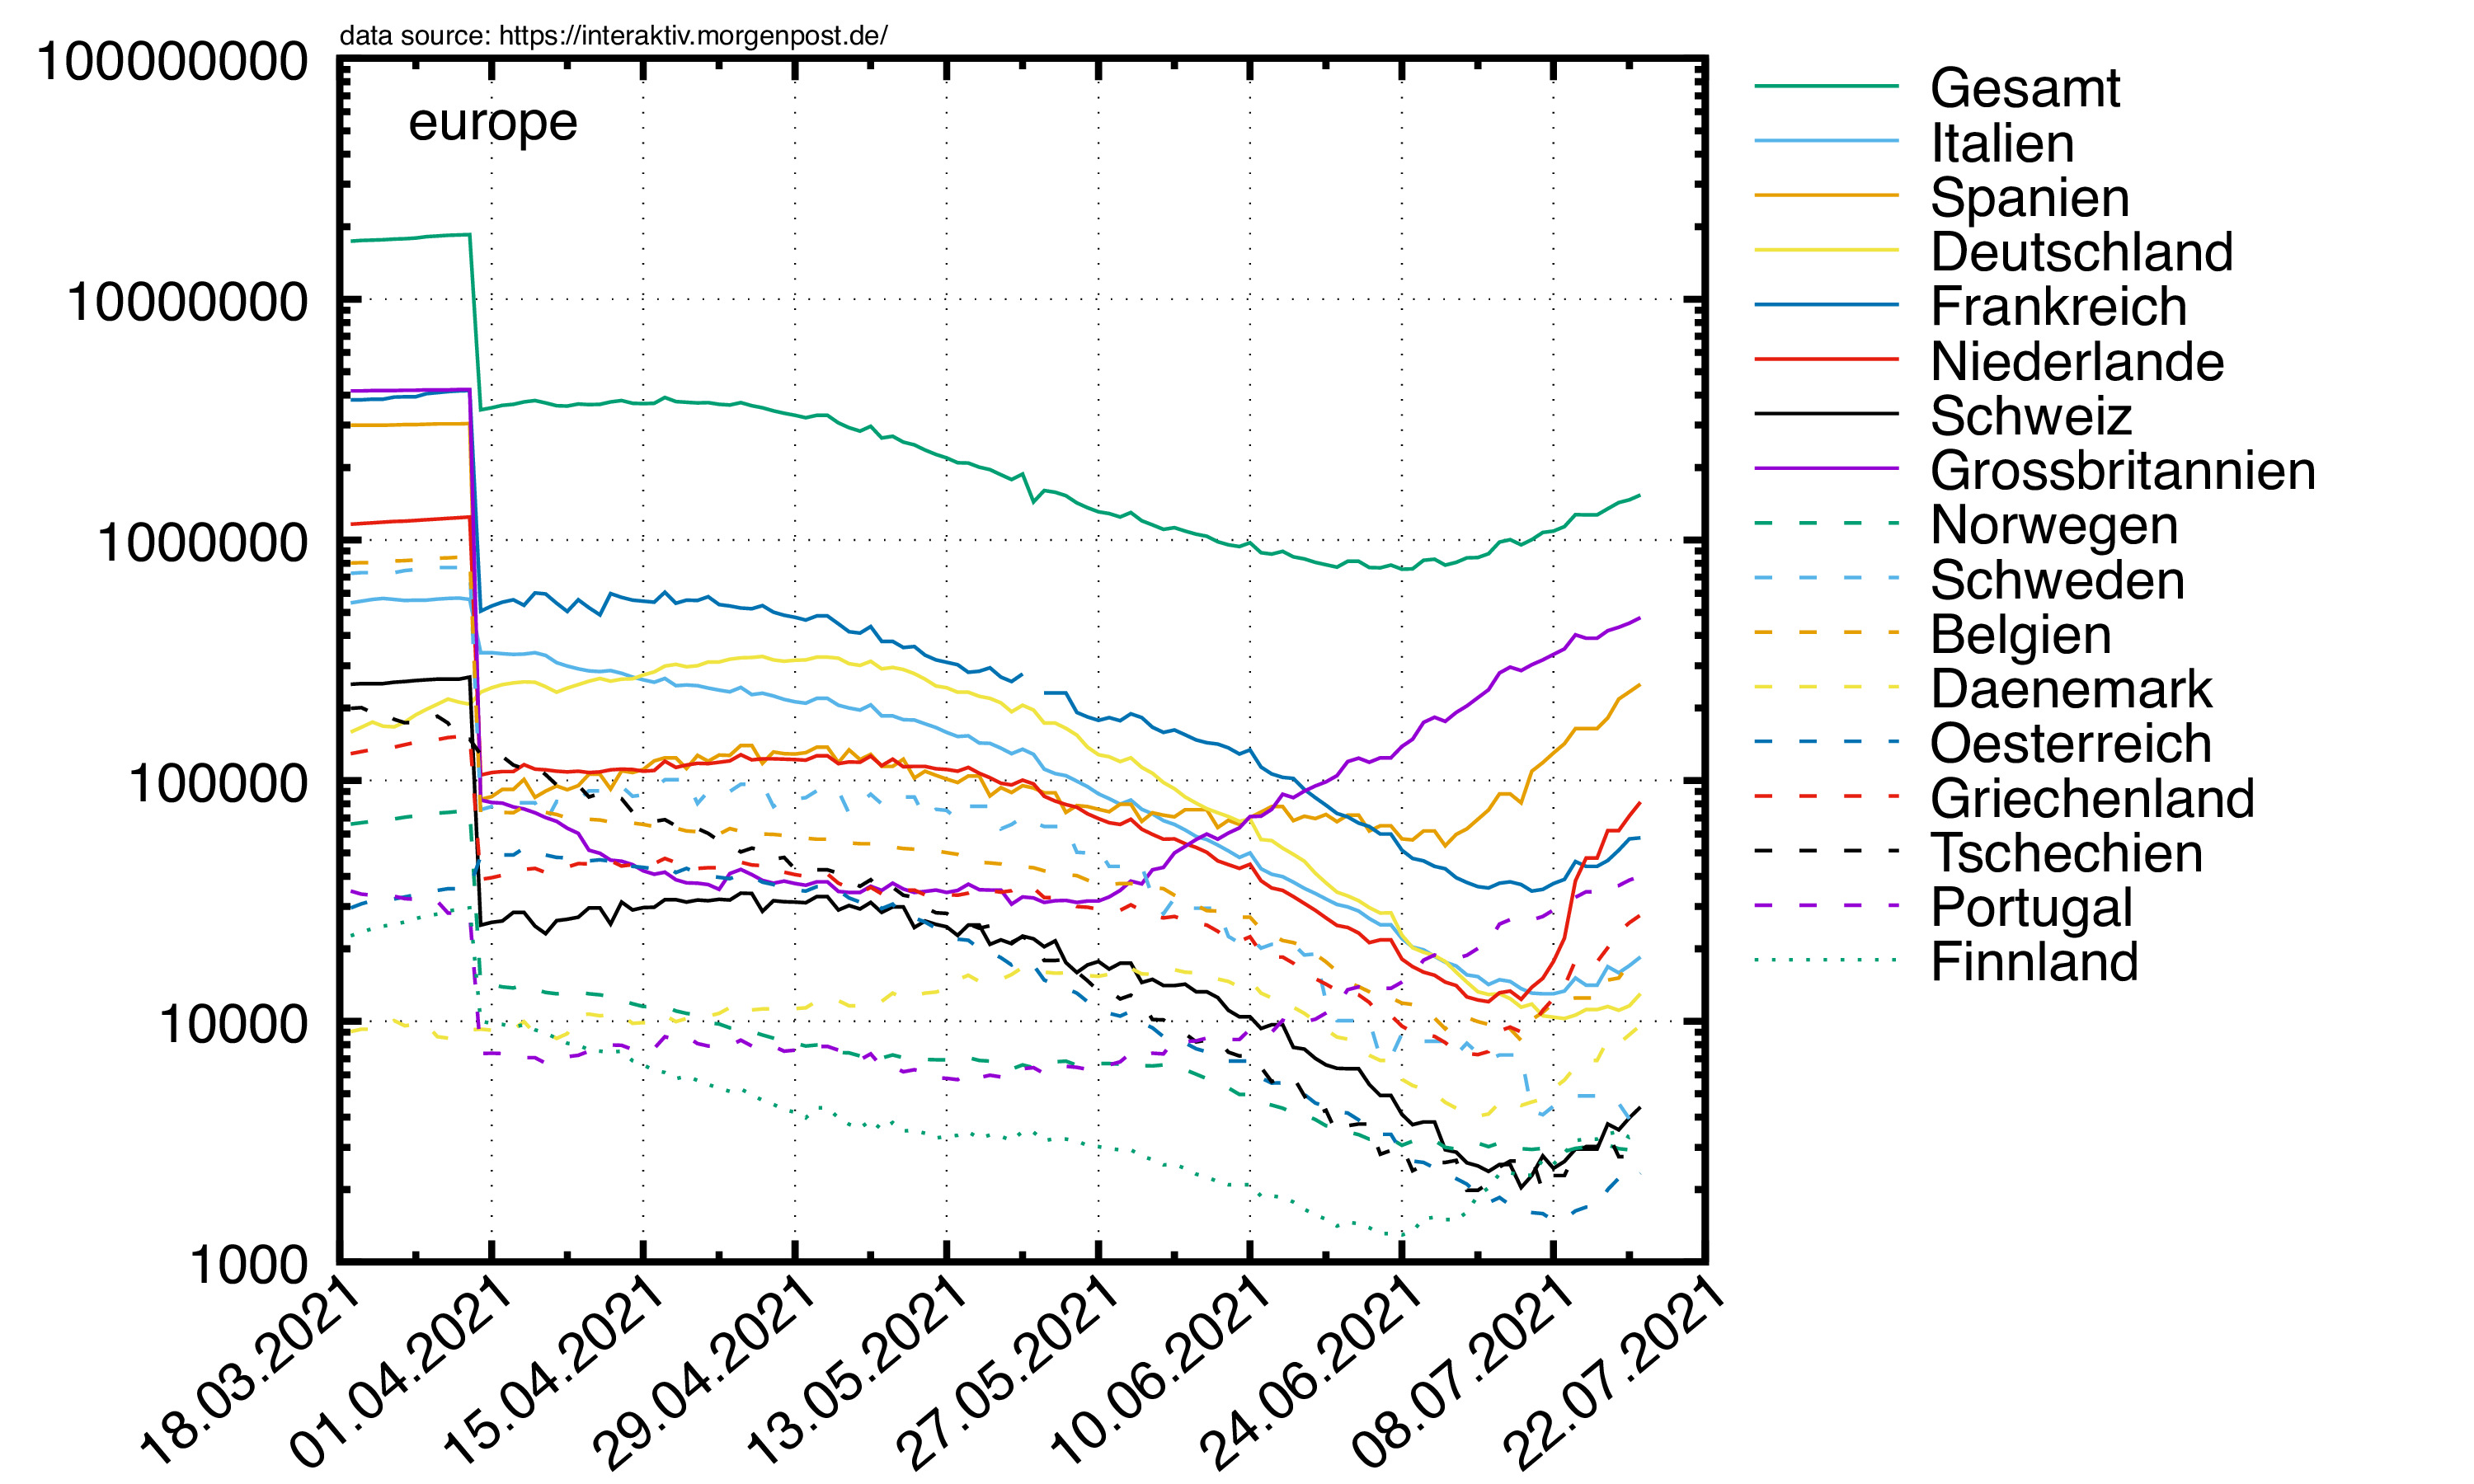 data source: https://interaktiv.morgenpost.de/
europe
100000000
10000000
1000000
100000
10000
1000
18.03.2021
01.04.2021
15.04.2021
29.04.2021
13.05.2021
27.05.2021
10.06.2021
24.06.2021
08.07.2021
22.07.2021
Gesamt
Italien
Spanien
Deutschland
Frankreich
Niederlande
Schweiz
Grossbritannien
Norwegen
Schweden
Belgien
Daenemark
Oesterreich
Griechenland
Tschechien
Portugal
Finnland